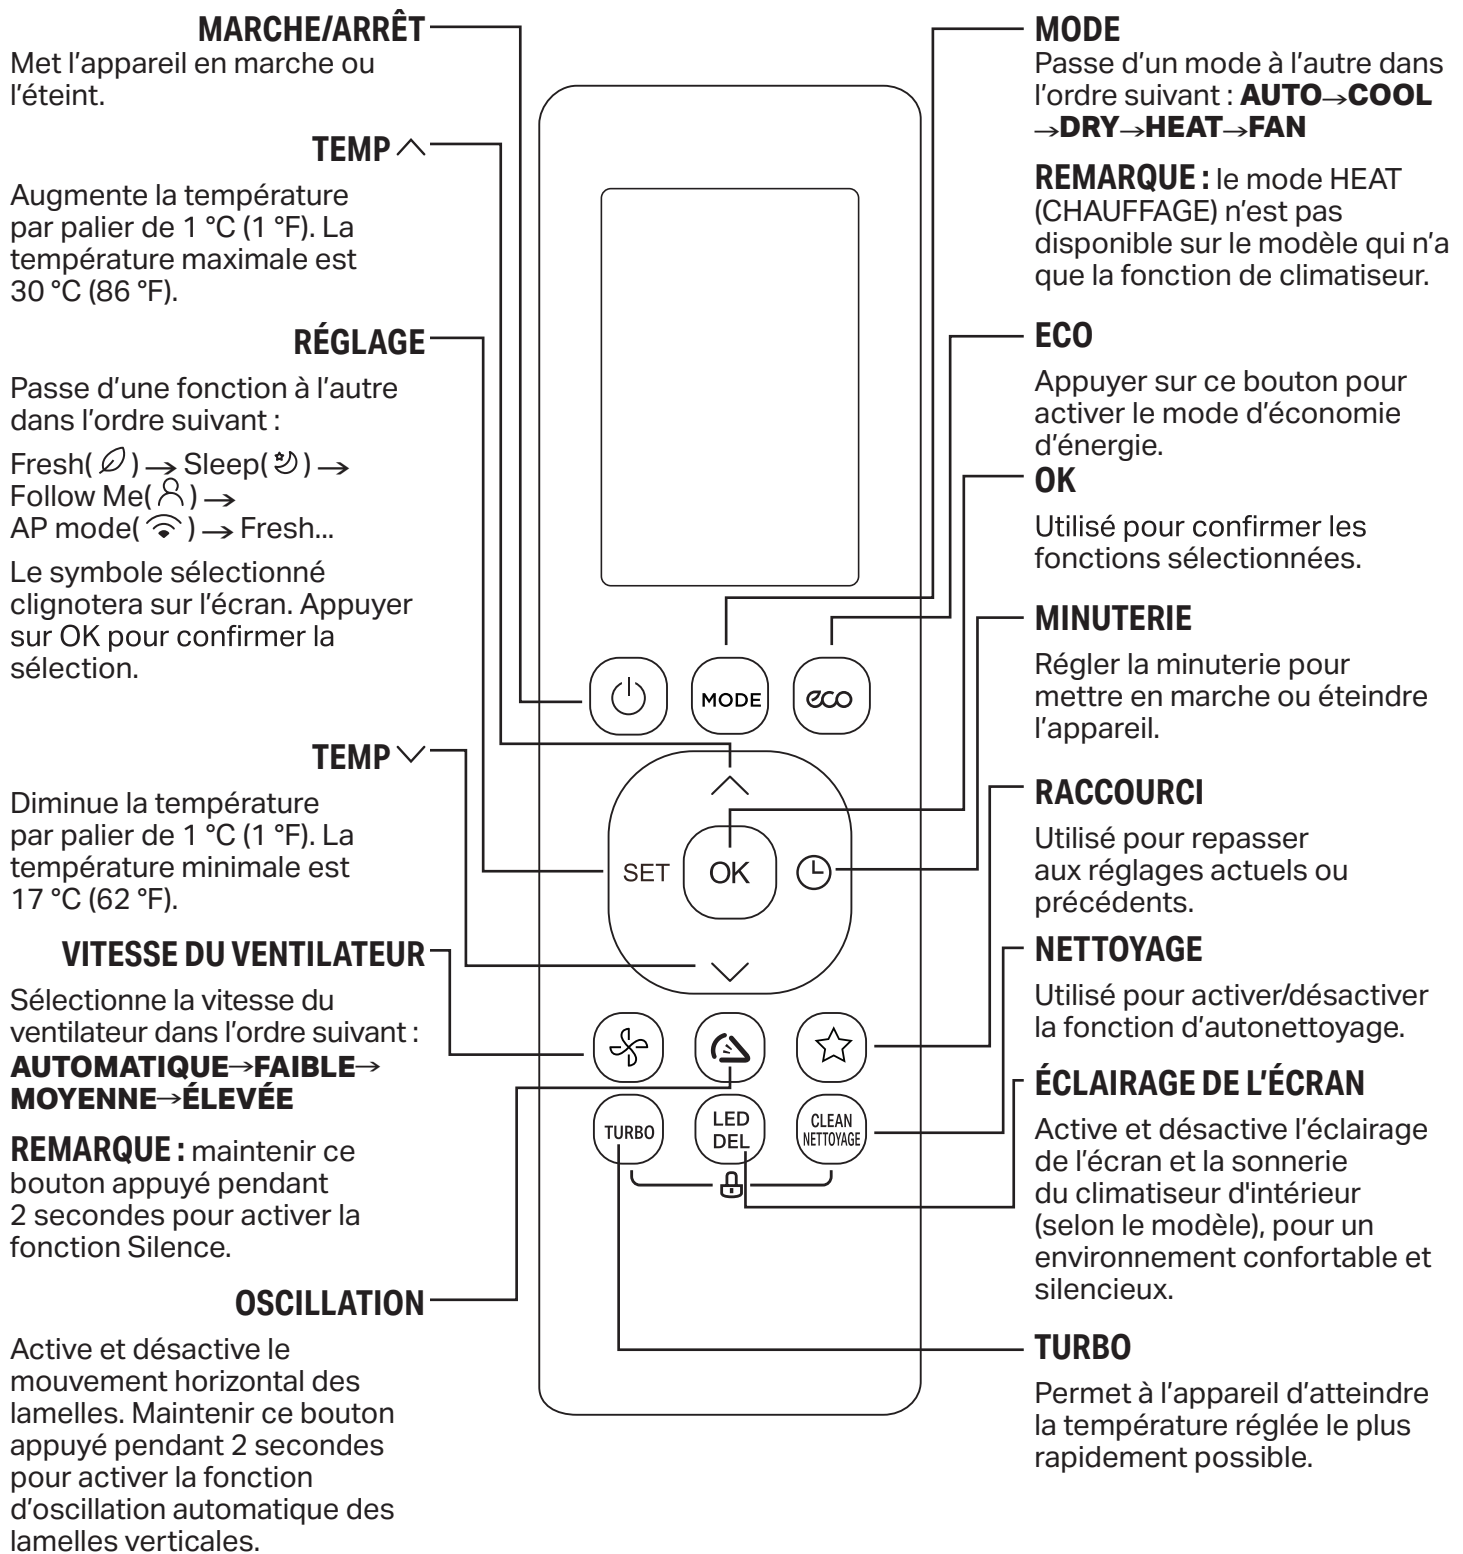 MARCHE/ARRÊT
Met l'appareil en marche ou
l'éteint.
TEMP
Augmente la température
par palier de 1 °C (1 °F). La
température maximale est
30 °C (86 °F).
RÉGLAGE
Passe d'une fonction à l'autre
dans l'ordre suivant :
Fresh( ) → Sleep( ) →
Follow Me( ) →
AP mode( ) → Fresh...
Le symbole sélectionné
clignotera sur l'écran. Appuyer
sur OK pour confirmer la
sélection.
TEMP
Diminue la température
par palier de 1 °C (1 °F). La
température minimale est
17 °C (62 °F).
VITESSE DU VENTILATEUR
Sélectionne la vitesse du
ventilateur dans l'ordre suivant :
AUTOMATIQUE→FAIBLE→
MOYENNE→ÉLEVÉE
REMARQUE : maintenir ce
bouton appuyé pendant
2 secondes pour activer la
fonction Silence.
OSCILLATION
Active et désactive le
mouvement horizontal des
lamelles. Maintenir ce bouton
appuyé pendant 2 secondes
pour activer la fonction
d'oscillation automatique des
lamelles verticales.
MODE
eco
SET
OK
TURBO
LED
DEL
CLEAN
NETTOYAGE
MODE
Passe d'un mode à l'autre dans
l'ordre suivant : AUTO→COOL
→DRY→HEAT→FAN
REMARQUE : le mode HEAT
(CHAUFFAGE) n'est pas
disponible sur le modèle qui n'a
que la fonction de climatiseur.
ECO
Appuyer sur ce bouton pour
activer le mode d'économie
d'énergie.
OK
Utilisé pour confirmer les
fonctions sélectionnées.
MINUTERIE
Régler la minuterie pour
mettre en marche ou éteindre
l'appareil.
RACCOURCI
Utilisé pour repasser
aux réglages actuels ou
précédents.
NETTOYAGE
Utilisé pour activer/désactiver
la fonction d'autonettoyage.
ÉCLAIRAGE DE L'ÉCRAN
Active et désactive l'éclairage
de l'écran et la sonnerie
du climatiseur d'intérieur
(selon le modèle), pour un
environnement confortable et
silencieux.
TURBO
Permet à l'appareil d'atteindre
la température réglée le plus
rapidement possible.